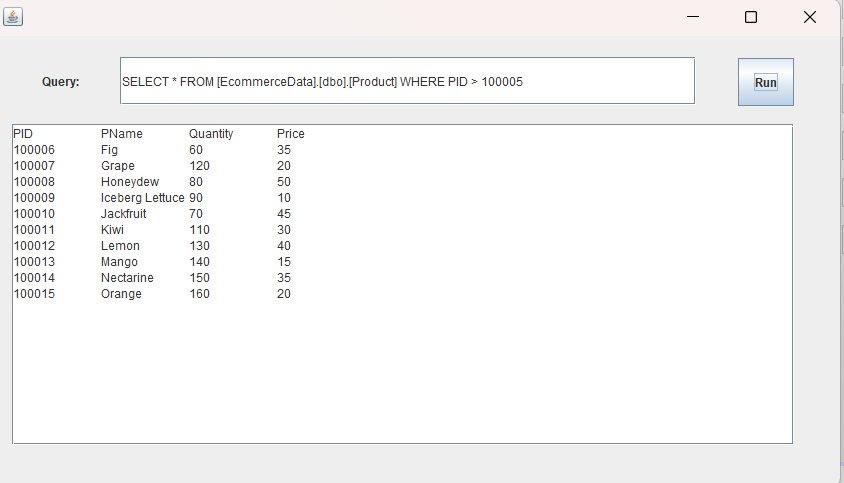 Query: SELECT * FROM [EcommerceData].[dbo].[Product] WHERE PID > 100005 Run
PID PName Quantity Price
100006 Fig 60 35
100007 Grape 120 20
100008 Honeydew 80 50
100009 Iceberg Lettuce 90 10
100010 Jackfruit 70 45
100011 Kiwi 110 30
100012 Lemon 130 40
100013 Mango 140 15
100014 Nectarine 150 35
100015 Orange 160 20